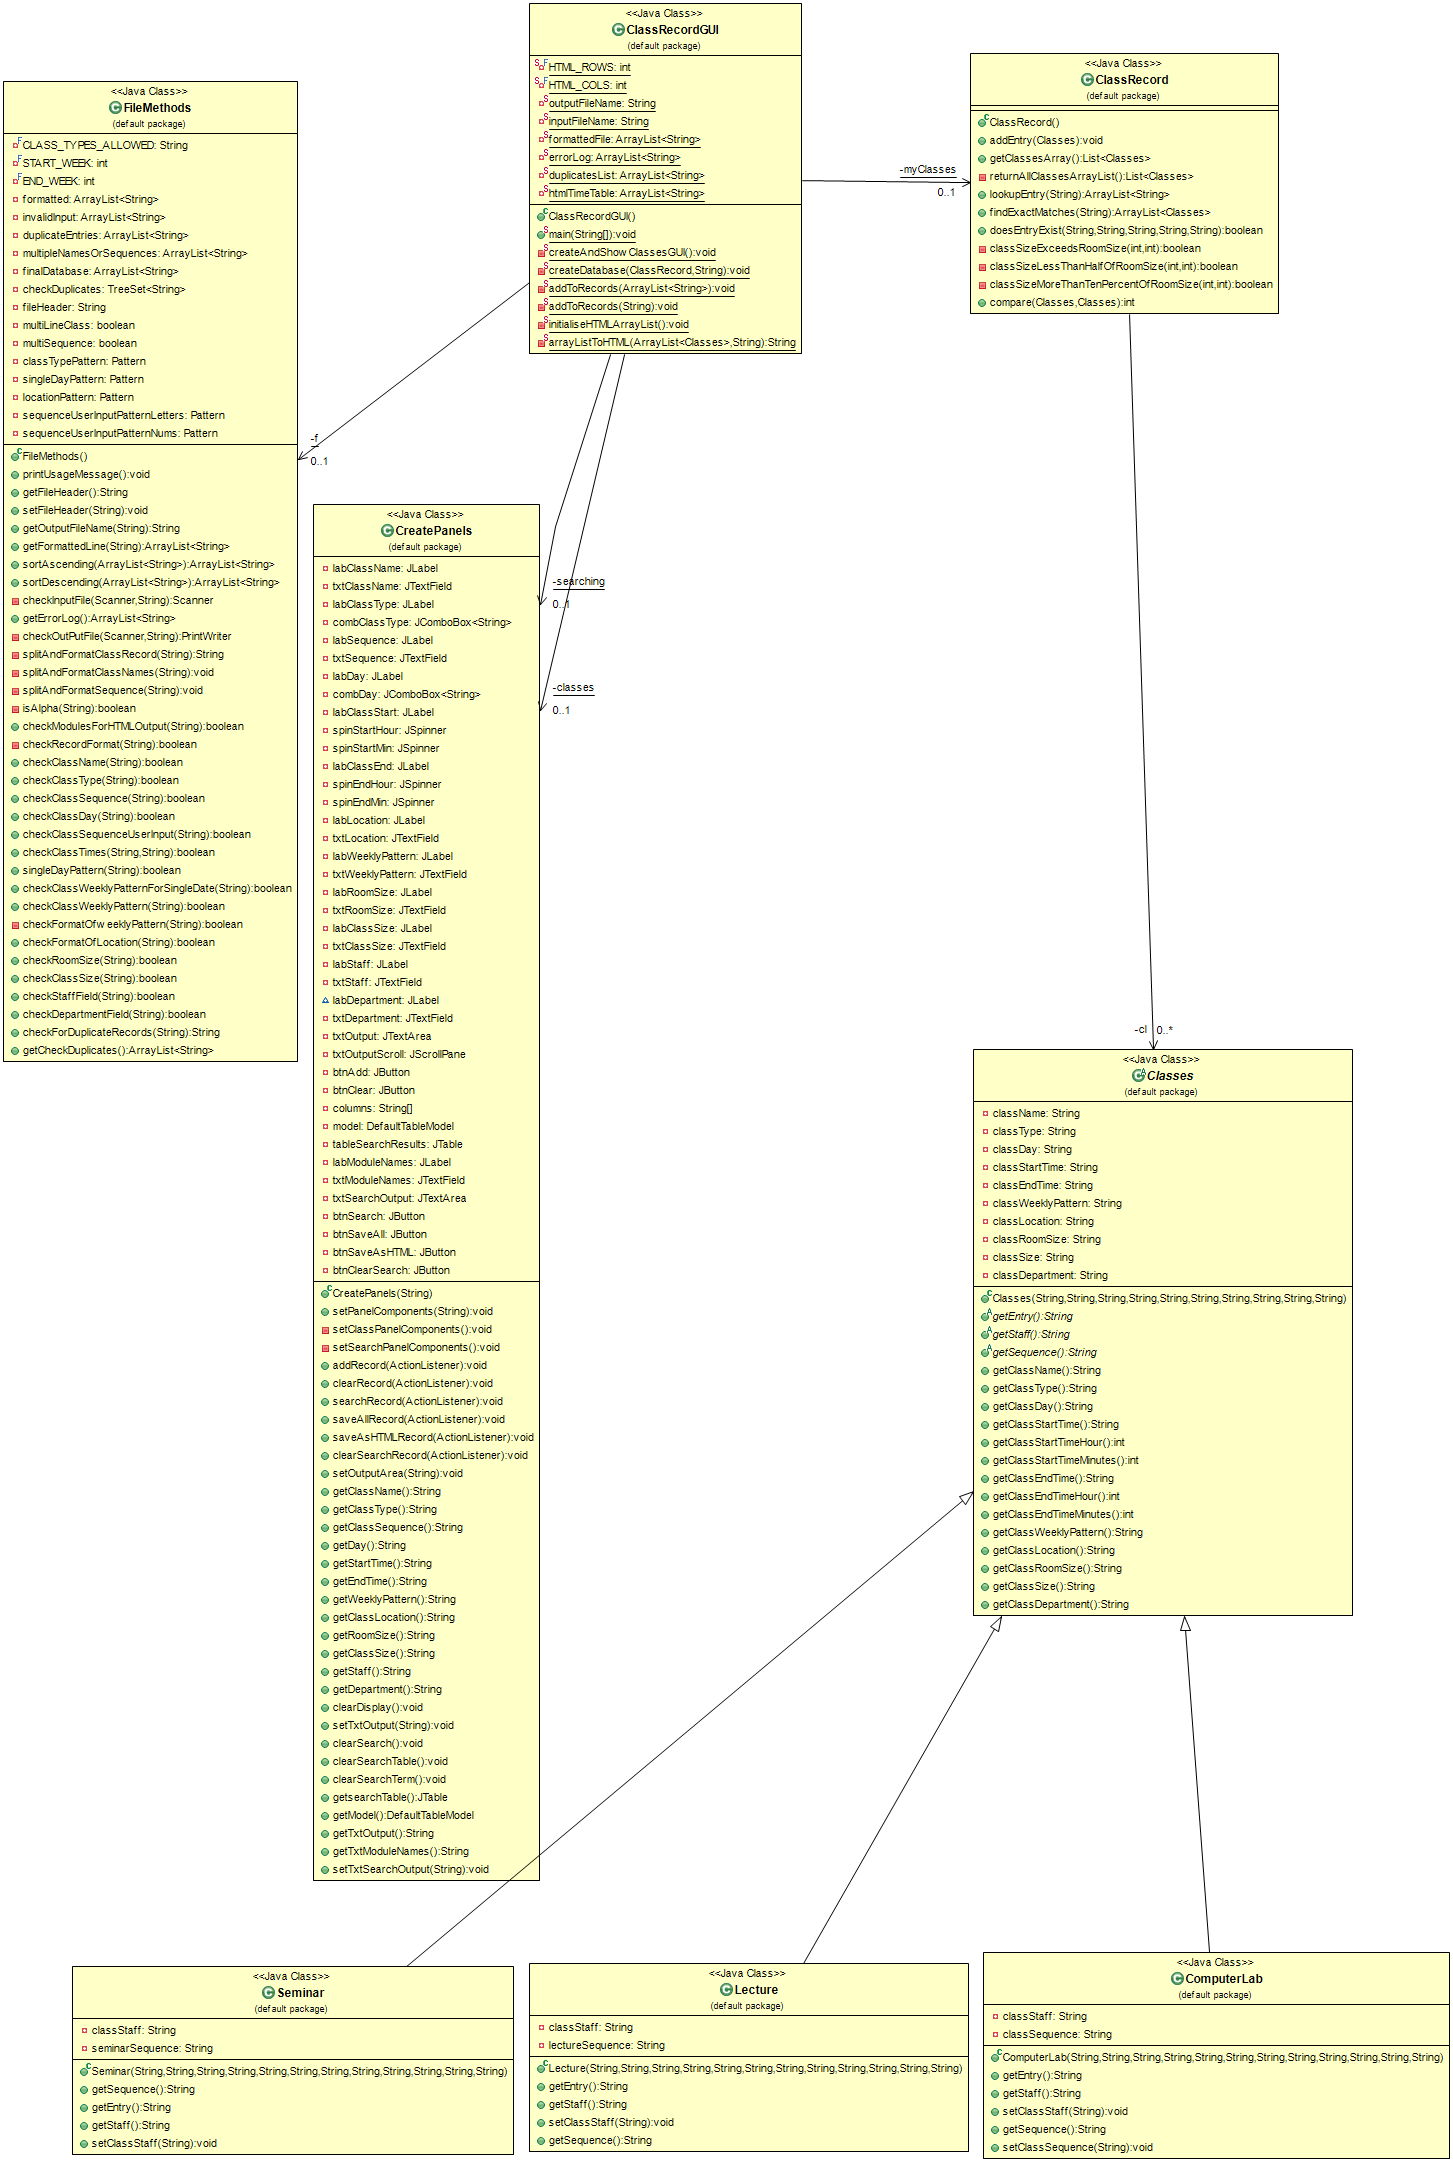 <<Java Class>>
ClassRecordGUI
(default package)
HTML_ROWS: int
HTML_COLS: int
outputFileName: String
inputFileName: String
formattedFile: ArrayList<String>
errorLog: ArrayList<String>
duplicatesList: ArrayList<String>
htmlTimeTable: ArrayList<String>
ClassRecordGUI()
main(String[]):void
createAndShowClassesGUI():void
createDatabase(ClassRecord,String):void
addToRecords(ArrayList<String>):void
addToRecords(String):void
initialiseHTMLArrayList():void
arrayListToHTML(ArrayList<Classes>,String):String
-myClasses
0..1
<<Java Class>>
ClassRecord
(default package)
ClassRecord()
addEntry(Classes):void
getClassesArray():List<Classes>
returnAllClassesArrayList():List<Classes>
lookupEntry(String):ArrayList<String>
findExactMatches(String):ArrayList<Classes>
doesEntryExist(String,String,String,String,String):boolean
classSizeExceedsRoomSize(int,int):boolean
classSizeLessThanHalfOfRoomSize(int,int):boolean
classSizeMoreThanTenPercentOfRoomSize(int,int):boolean
compare(Classes,Classes):int
<<Java Class>>
FileMethods
(default package)
CLASS_TYPES_ALLOWED: String
START_WEEK: int
END_WEEK: int
formatted: ArrayList<String>
invalidInput: ArrayList<String>
duplicateEntries: ArrayList<String>
multipleNamesOrSequences: ArrayList<String>
finalDatabase: ArrayList<String>
checkDuplicates: TreeSet<String>
fileHeader: String
multiLineClass: boolean
multiSequence: boolean
classTypePattern: Pattern
singleDayPattern: Pattern
locationPattern: Pattern
sequenceUserInputPatternLetters: Pattern
sequenceUserInputPatternNums: Pattern
FileMethods()
printUsageMessage():void
getFileHeader():String
setFileHeader(String):void
getOutputFileName(String):String
getFormattedLine(String):ArrayList<String>
sortAscending(ArrayList<String>):ArrayList<String>
sortDescending(ArrayList<String>):ArrayList<String>
checkInputFile(Scanner,String):Scanner
getErrorLog():ArrayList<String>
checkOutPutFile(Scanner,String):PrintWriter
splitAndFormatClassRecord(String):String
splitAndFormatClassNames(String):void
splitAndFormatSequence(String):void
isAlpha(String):boolean
checkModulesForHTMLOutput(String):boolean
checkRecordFormat(String):boolean
checkClassName(String):boolean
checkClassType(String):boolean
checkClassSequence(String):boolean
checkClassDay(String):boolean
checkClassSequenceUserInput(String):boolean
checkClassTimes(String,String):boolean
singleDayPattern(String):boolean
checkClassWeeklyPatternForSingleDate(String):boolean
checkClassWeeklyPattern(String):boolean
checkFormatOfweeklyPattern(String):boolean
checkFormatOfLocation(String):boolean
checkRoomSize(String):boolean
checkClassSize(String):boolean
checkStaffField(String):boolean
checkDepartmentField(String):boolean
checkForDuplicateRecords(String):String
getCheckDuplicates():ArrayList<String>
-f
0..1
<<Java Class>>
CreatePanels
(default package)
labClassName: JLabel
txtClassName: JTextField
labClassType: JLabel
combClassType: JComboBox<String>
labSequence: JLabel
txtSequence: JTextField
labDay: JLabel
combDay: JComboBox<String>
labClassStart: JLabel
spinStartHour: JSpinner
spinStartMin: JSpinner
labClassEnd: JLabel
spinEndHour: JSpinner
spinEndMin: JSpinner
labLocation: JLabel
txtLocation: JTextField
labWeeklyPattern: JLabel
txtWeeklyPattern: JTextField
labRoomSize: JLabel
txtRoomSize: JTextField
labClassSize: JLabel
txtClassSize: JTextField
labStaff: JLabel
txtStaff: JTextField
labDepartment: JLabel
txtDepartment: JTextField
txtOutput: JTextArea
txtOutputScroll: JScrollPane
btnAdd: JButton
btnClear: JButton
columns: String[]
model: DefaultTableModel
tableSearchResults: JTable
labModuleNames: JLabel
txtModuleNames: JTextField
txtSearchOutput: JTextArea
btnSearch: JButton
btnSaveAll: JButton
btnSaveAsHTML: JButton
btnClearSearch: JButton
CreatePanels(String)
setPanelComponents(String):void
setClassPanelComponents():void
setSearchPanelComponents():void
addRecord(ActionListener):void
clearRecord(ActionListener):void
searchRecord(ActionListener):void
saveAllRecord(ActionListener):void
saveAsHTMLRecord(ActionListener):void
clearSearchRecord(ActionListener):void
setOutputArea(String):void
getClassName():String
getClassType():String
getClassSequence():String
getDay():String
getStartTime():String
getEndTime():String
getWeeklyPattern():String
getClassLocation():String
getRoomSize():String
getClassSize():String
getStaff():String
getDepartment():String
clearDisplay():void
setTxtOutput(String):void
clearSearch():void
clearSearchTable():void
clearSearchTerm():void
getsearchTable():JTable
getModel():DefaultTableModel
getTxtOutput():String
getTxtModuleNames():String
setTxtSearchOutput(String):void
-searching
0..1
-classes
0..1
-cl
0..*
<<Java Class>>
Classes
(default package)
className: String
classType: String
classDay: String
classStartTime: String
classEndTime: String
classWeeklyPattern: String
classLocation: String
classRoomSize: String
classSize: String
classDepartment: String
Classes(String,String,String,String,String,String,String,String,String,String)
getEntry():String
getStaff():String
getSequence():String
getClassName():String
getClassType():String
getClassDay():String
getClassStartTime():String
getClassStartTimeHour():int
getClassStartTimeMinutes():int
getClassEndTime():String
getClassEndTimeHour():int
getClassEndTimeMinutes():int
getClassWeeklyPattern():String
getClassLocation():String
getClassRoomSize():String
getClassSize():String
getClassDepartment():String
<<Java Class>>
Seminar
(default package)
classStaff: String
seminarSequence: String
Seminar(String,String,String,String,String,String,String,String,String,String,String,String)
getSequence():String
getEntry():String
getStaff():String
setClassStaff(String):void
<<Java Class>>
Lecture
(default package)
classStaff: String
lectureSequence: String
Lecture(String,String,String,String,String,String,String,String,String,String,String,String)
getEntry():String
getStaff():String
setClassStaff(String):void
getSequence():String
<<Java Class>>
ComputerLab
(default package)
classStaff: String
classSequence: String
ComputerLab(String,String,String,String,String,String,String,String,String,String,String,String)
getEntry():String
getStaff():String
setClassStaff(String):void
getSequence():String
setClassSequence(String):void